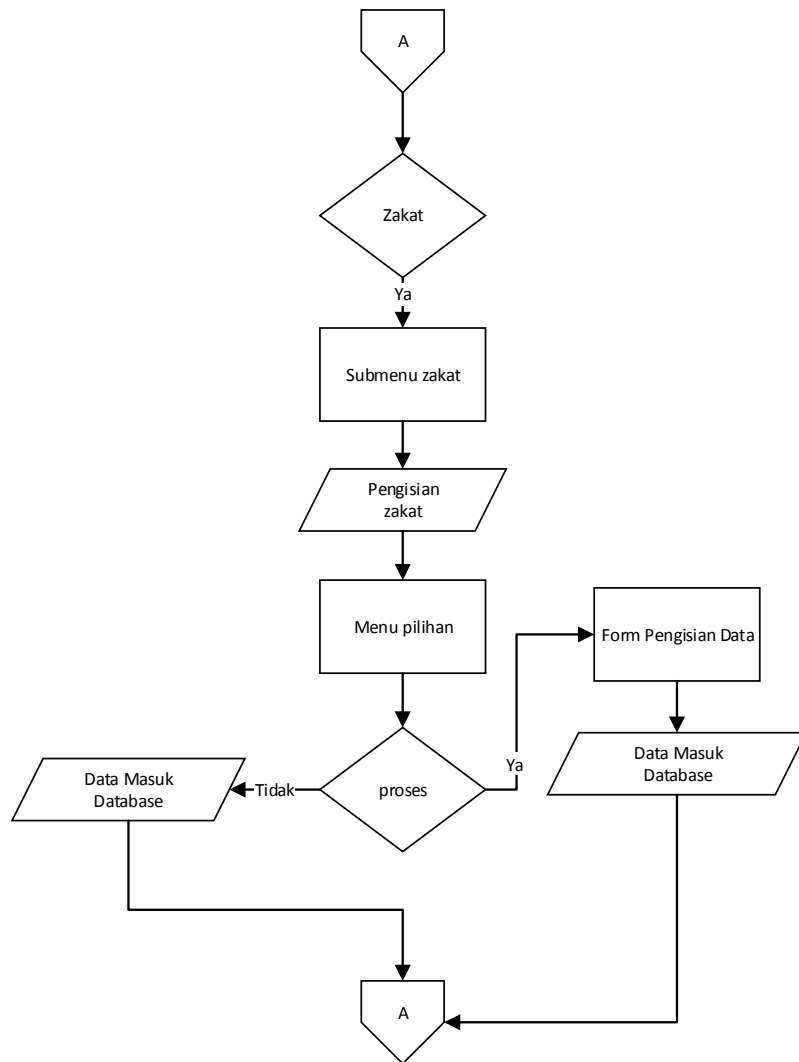 A
Zakat
Ya
Submenu zakat
Pengisian
zakat
Menu pilihan
Form Pengisian Data
proses
Ya
Data Masuk
Database
Tidak
Data Masuk
Database
A